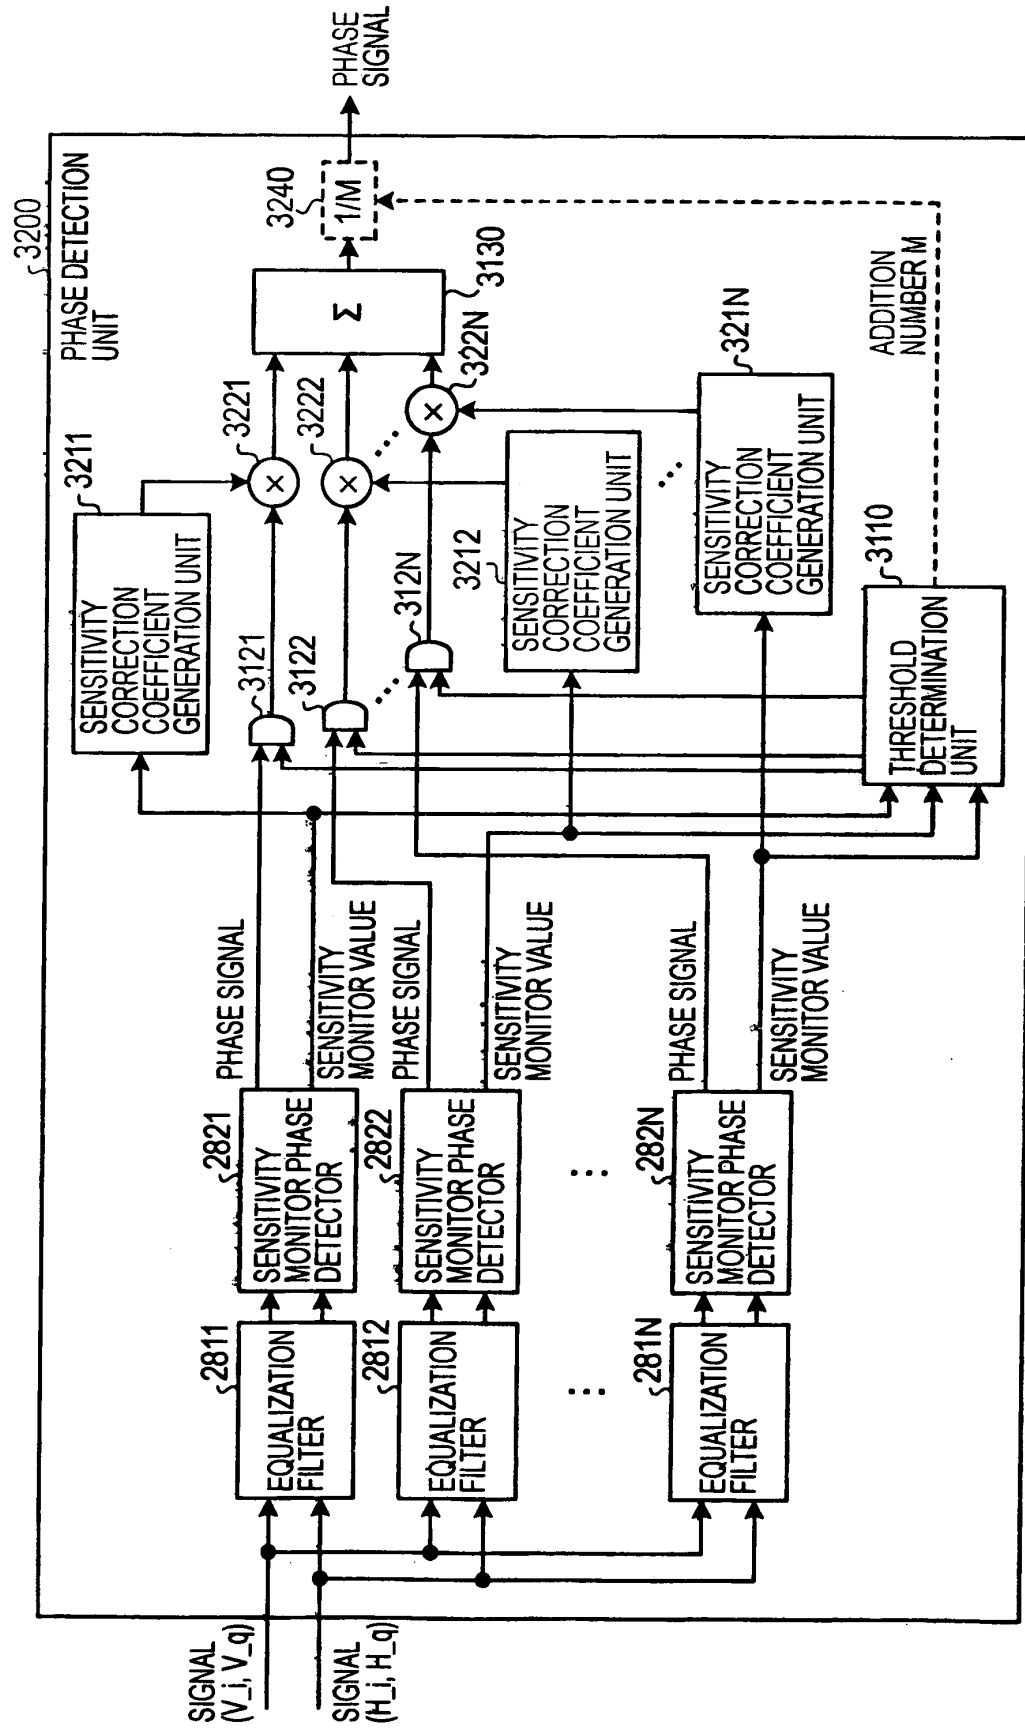 3200
PHASE DETECTION
UNIT
SIGNAL
(V_i, V_q)
SIGNAL
(H_i, H_q)
2811
EQUALIZATION
FILTER
2812
EQUALIZATION
FILTER
...
281N
EQUALIZATION
FILTER
2821
SENSITIVITY
MONITOR PHASE
DETECTOR
2822
SENSITIVITY
MONITOR PHASE
DETECTOR
...
282N
SENSITIVITY
MONITOR PHASE
DETECTOR
PHASE SIGNAL
SENSITIVITY
MONITOR VALUE
PHASE SIGNAL
SENSITIVITY
MONITOR VALUE
PHASE SIGNAL
SENSITIVITY
MONITOR VALUE
3211
SENSITIVITY
CORRECTION
COEFFICIENT
GENERATION UNIT
3121
3122
...
312N
3212
SENSITIVITY
CORRECTION
COEFFICIENT
GENERATION UNIT
...
321N
SENSITIVITY
CORRECTION
COEFFICIENT
GENERATION UNIT
3110
THRESHOLD
DETERMINATION
UNIT
3221
×
3222
×
...
322N
×
Σ
3130
3240
1/M
ADDITION
NUMBER M
PHASE
SIGNAL